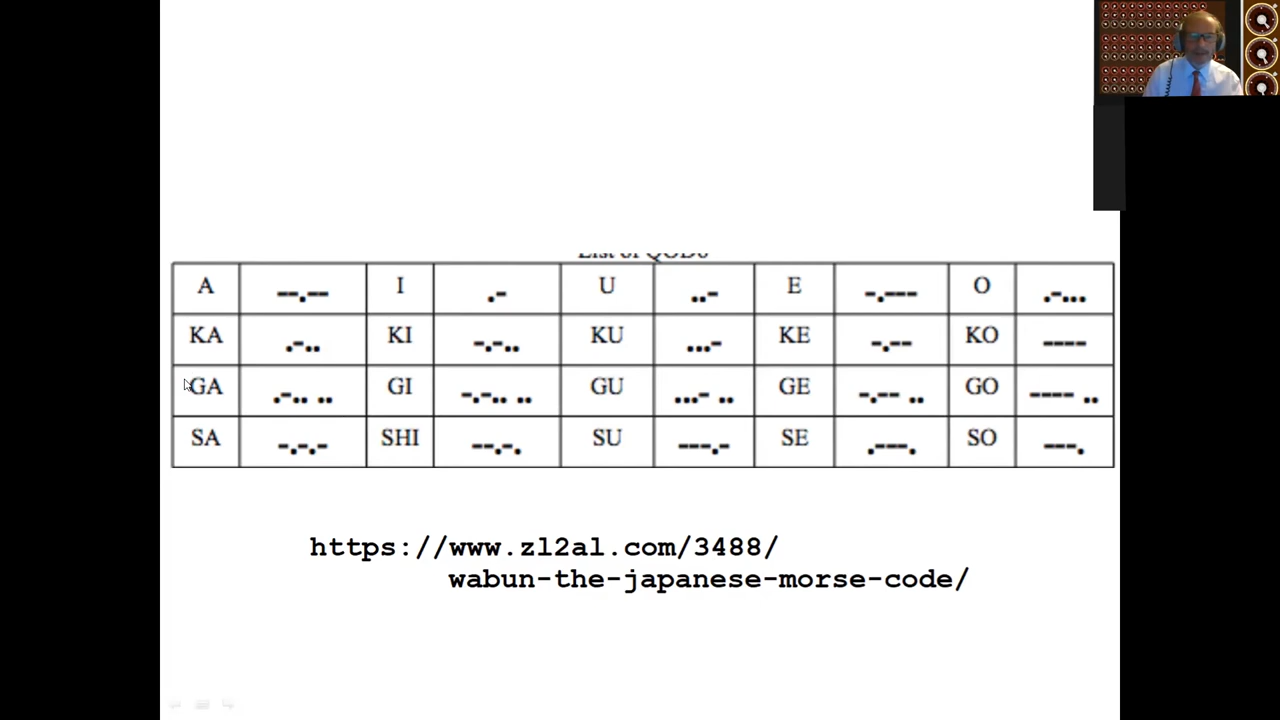 A --.-- I .- U ..- E -.--- O .-...
KA .-.. KI -.-.. KU ...- KE -.-- KO ----
GA .-.. .. GI -.-.. .. GU ...- .. GE -.-- .. GO ---- ..
SA -.-.- SHI --.-. SU ---.- SE .---. SO ---.
https://www.zl2al.com/3488/
wabun-the-japanese-morse-code/